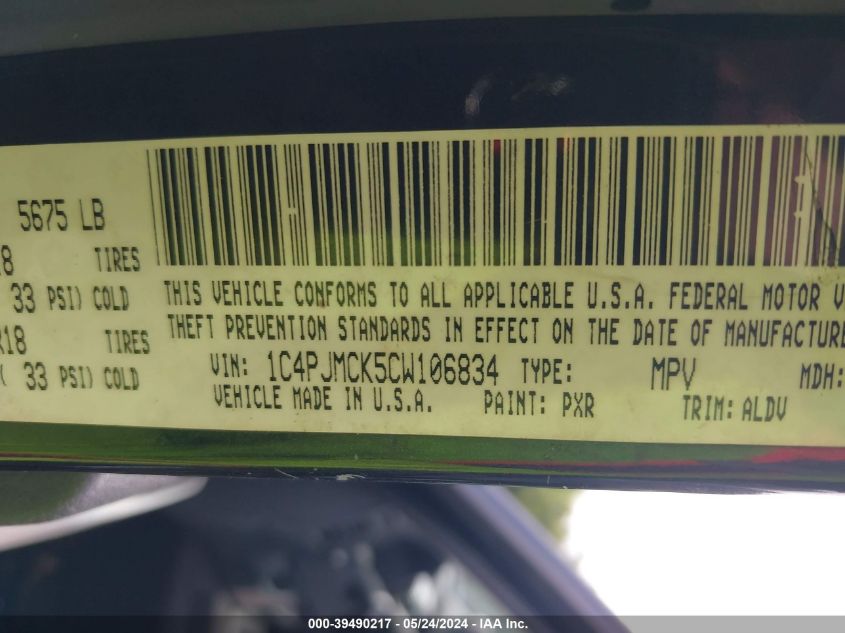 5675 LB
TIRES
33 PSI) COLD
R18 TIRES
( 33 PSI) COLD
THIS VEHICLE CONFORMS TO ALL APPLICABLE U.S.A. FEDERAL MOTOR V
THEFT PREVENTION STANDARDS IN EFFECT ON THE DATE OF MANUFACTURE
VIN: 1C4PJMCK5CW106834 TYPE: MPV MDH:
VEHICLE MADE IN U.S.A. PAINT: PXR TRIM: ALDV
000-39490217 - 05/24/2024 - IAA Inc.